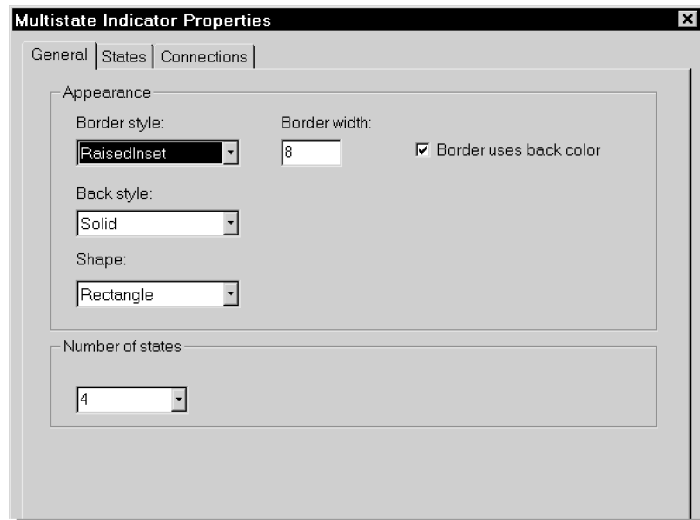 Multistate Indicator Properties
General States Connections
Appearance
Border style: Border width:
RaisedInset 8 Border uses back color
Back style:
Solid
Shape:
Rectangle
Number of states
4